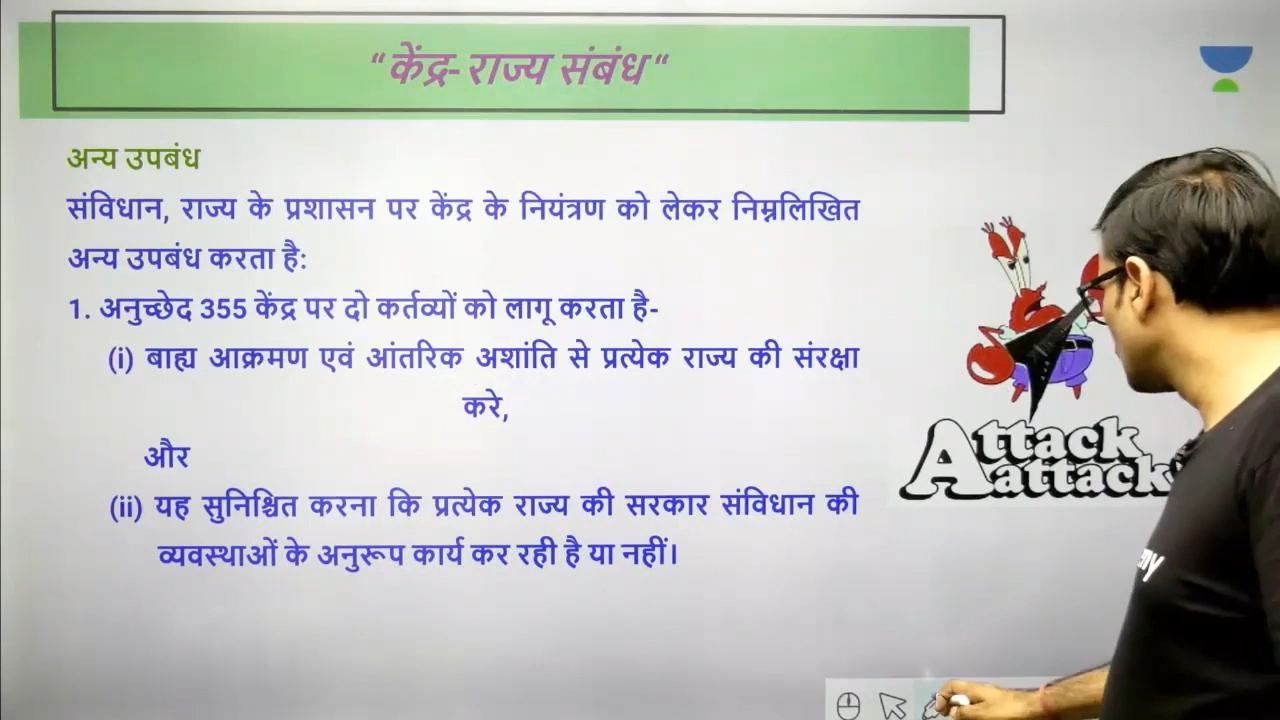 “केंद्र- राज्य संबंध“
अन्य उपबंध
संविधान, राज्य के प्रशासन पर केंद्र के नियंत्रण को लेकर निम्नलिखित
अन्य उपबंध करता है:
1. अनुच्छेद 355 केंद्र पर दो कर्तव्यों को लागू करता है-
(i) बाह्य आक्रमण एवं आंतरिक अशांति से प्रत्येक राज्य की संरक्षा
करे,
और
(ii) यह सुनिश्चित करना कि प्रत्येक राज्य की सरकार संविधान की
व्यवस्थाओं के अनुरूप कार्य कर रही है या नहीं।
Attack
attack